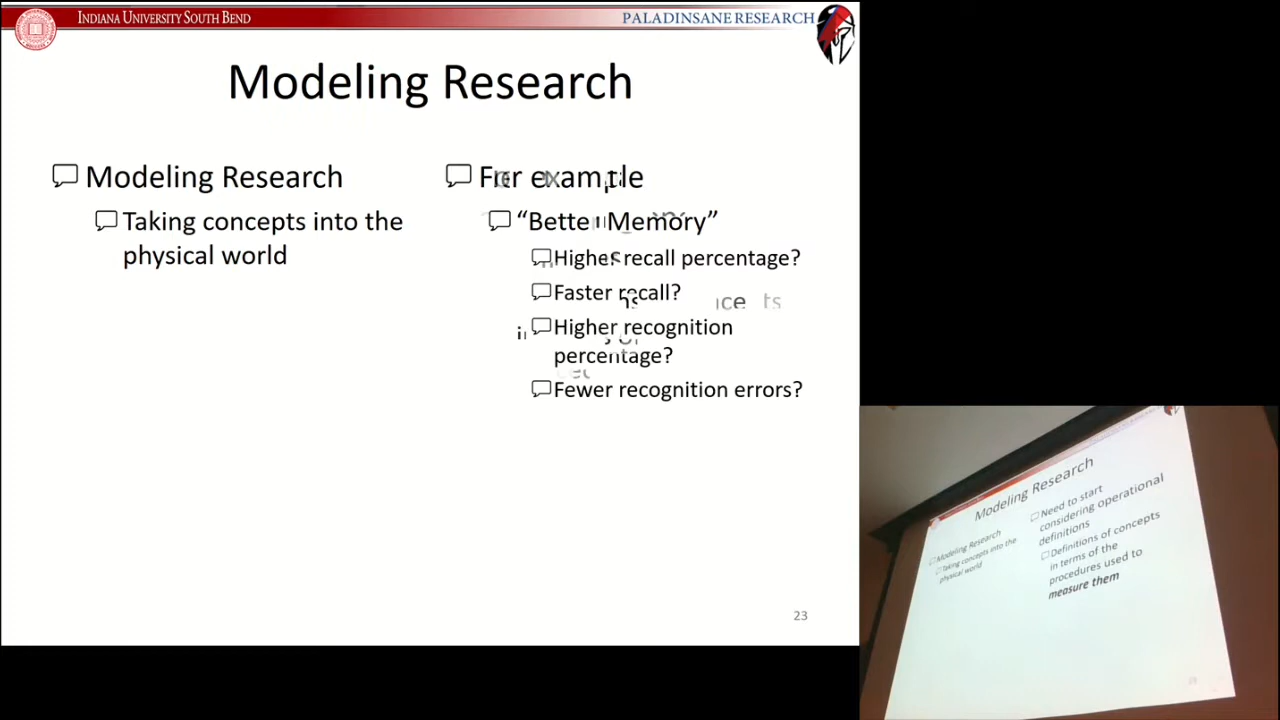 INDIANA UNIVERSITY SOUTH BEND
PALADINSANE RESEARCH
Modeling Research
Modeling Research
Taking concepts into the
physical world
For example
“Better Memory”
Higher recall percentage?
Faster recall?
Higher recognition
percentage?
Fewer recognition errors?
23
Modeling Research
Modeling Research
Taking concepts into the
physical world
Need to start
considering operational
definitions
Definitions of concepts
in terms of the
procedures used to
measure them